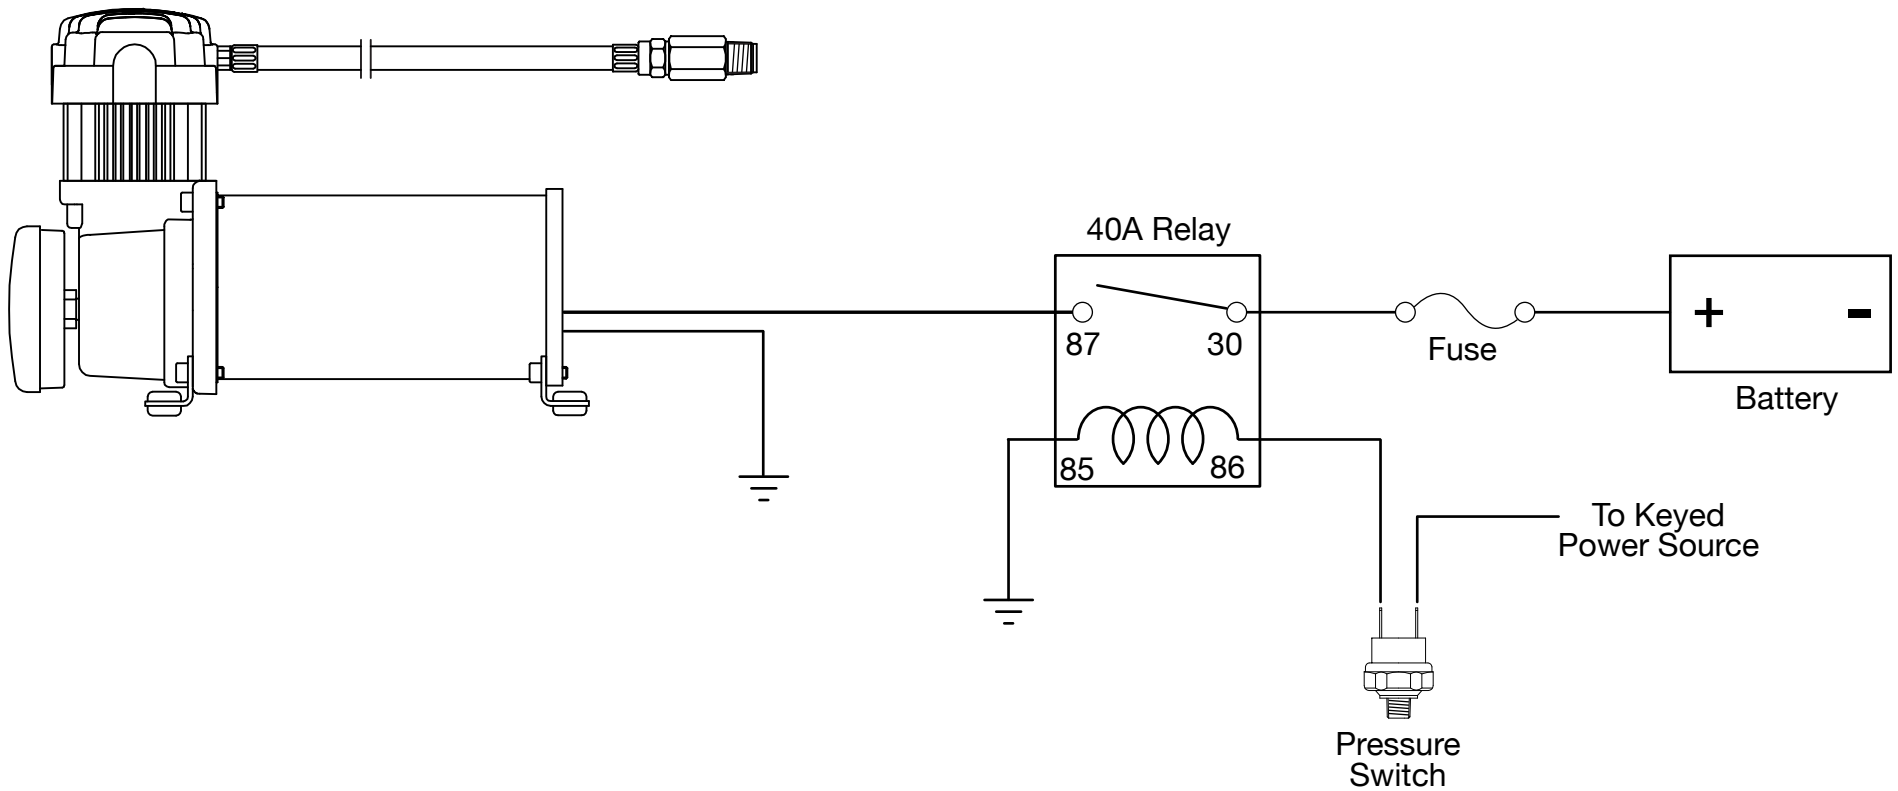 40A Relay
87
30
Fuse
+
-
Battery
85
86
To Keyed
Power Source
Pressure
Switch